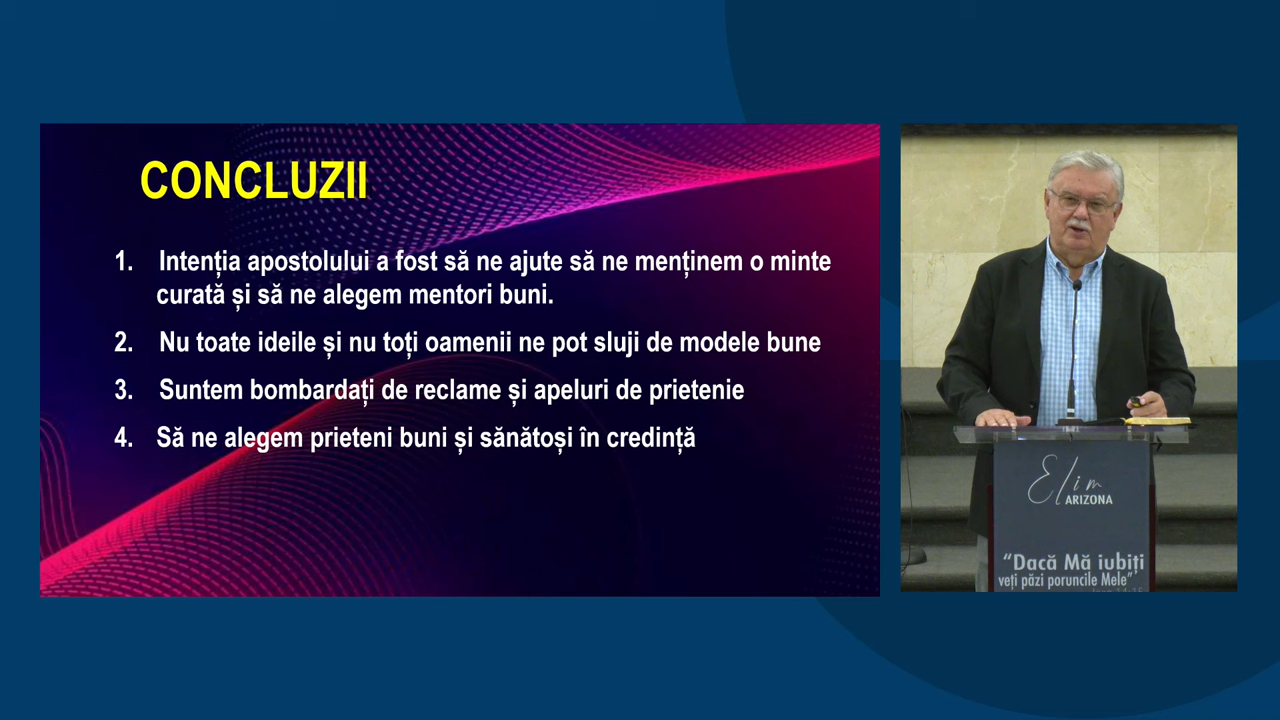 CONCLUZII
1. Intenția apostolului a fost să ne ajute să ne menținem o minte
curată și să ne alegem mentori buni.
2. Nu toate ideile și nu toți oamenii ne pot sluji de modele bune
3. Suntem bombardați de reclame și apeluri de prietenie
4. Să ne alegem prieteni buni și sănătoși în credință
Elim
ARIZONA
“Dacă Mă iubiți
veți păzi poruncile Mele”